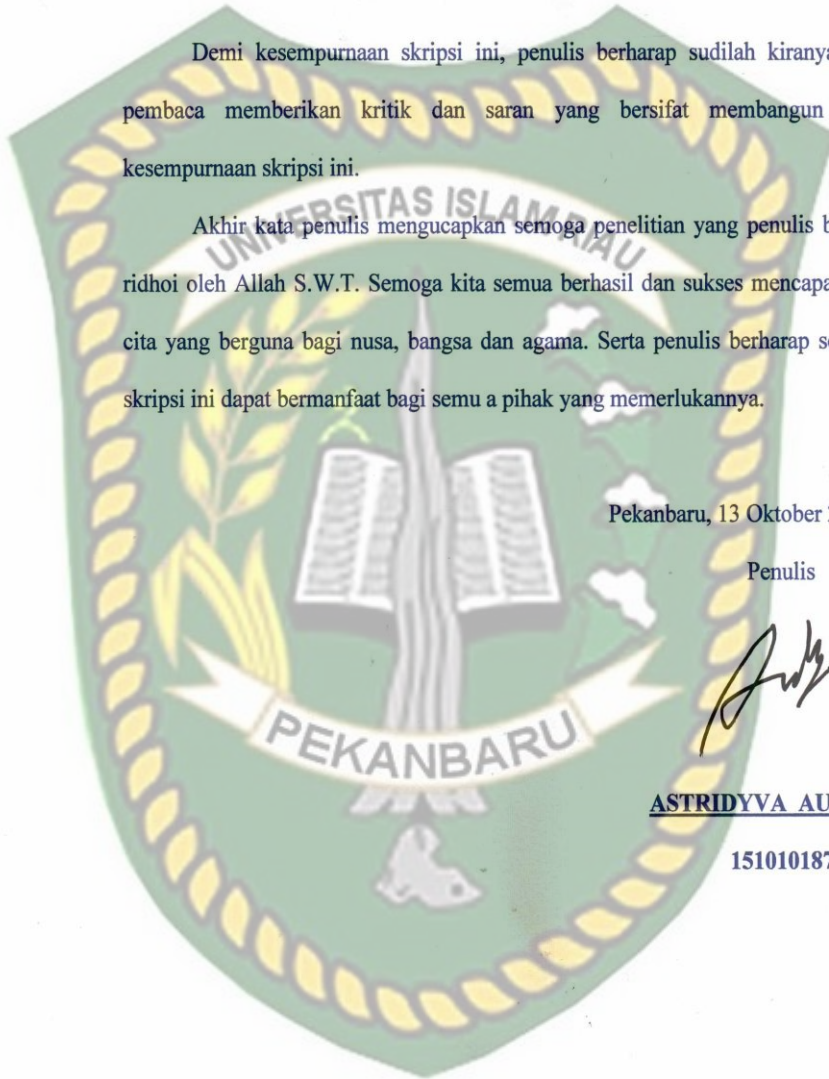 Demi kesempurnaan skripsi ini, penulis berharap sudilah kiranya
pembaca memberikan kritik dan saran yang bersifat membangun
kesempurnaan skripsi ini.
UNIVERSITAS ISLAM RIAU
Akhir kata penulis mengucapkan semoga penelitian yang penulis
ridhoi oleh Allah S.W.T. Semoga kita semua berhasil dan sukses
cita yang berguna bagi nusa, bangsa dan agama. Serta penulis berharap
skripsi ini dapat bermanfaat bagi semu a pihak yang memerlukannya.
Pekanbaru, 13 Oktober
Penulis
PEKANBARU
ASTRIDYVA AU
151010187